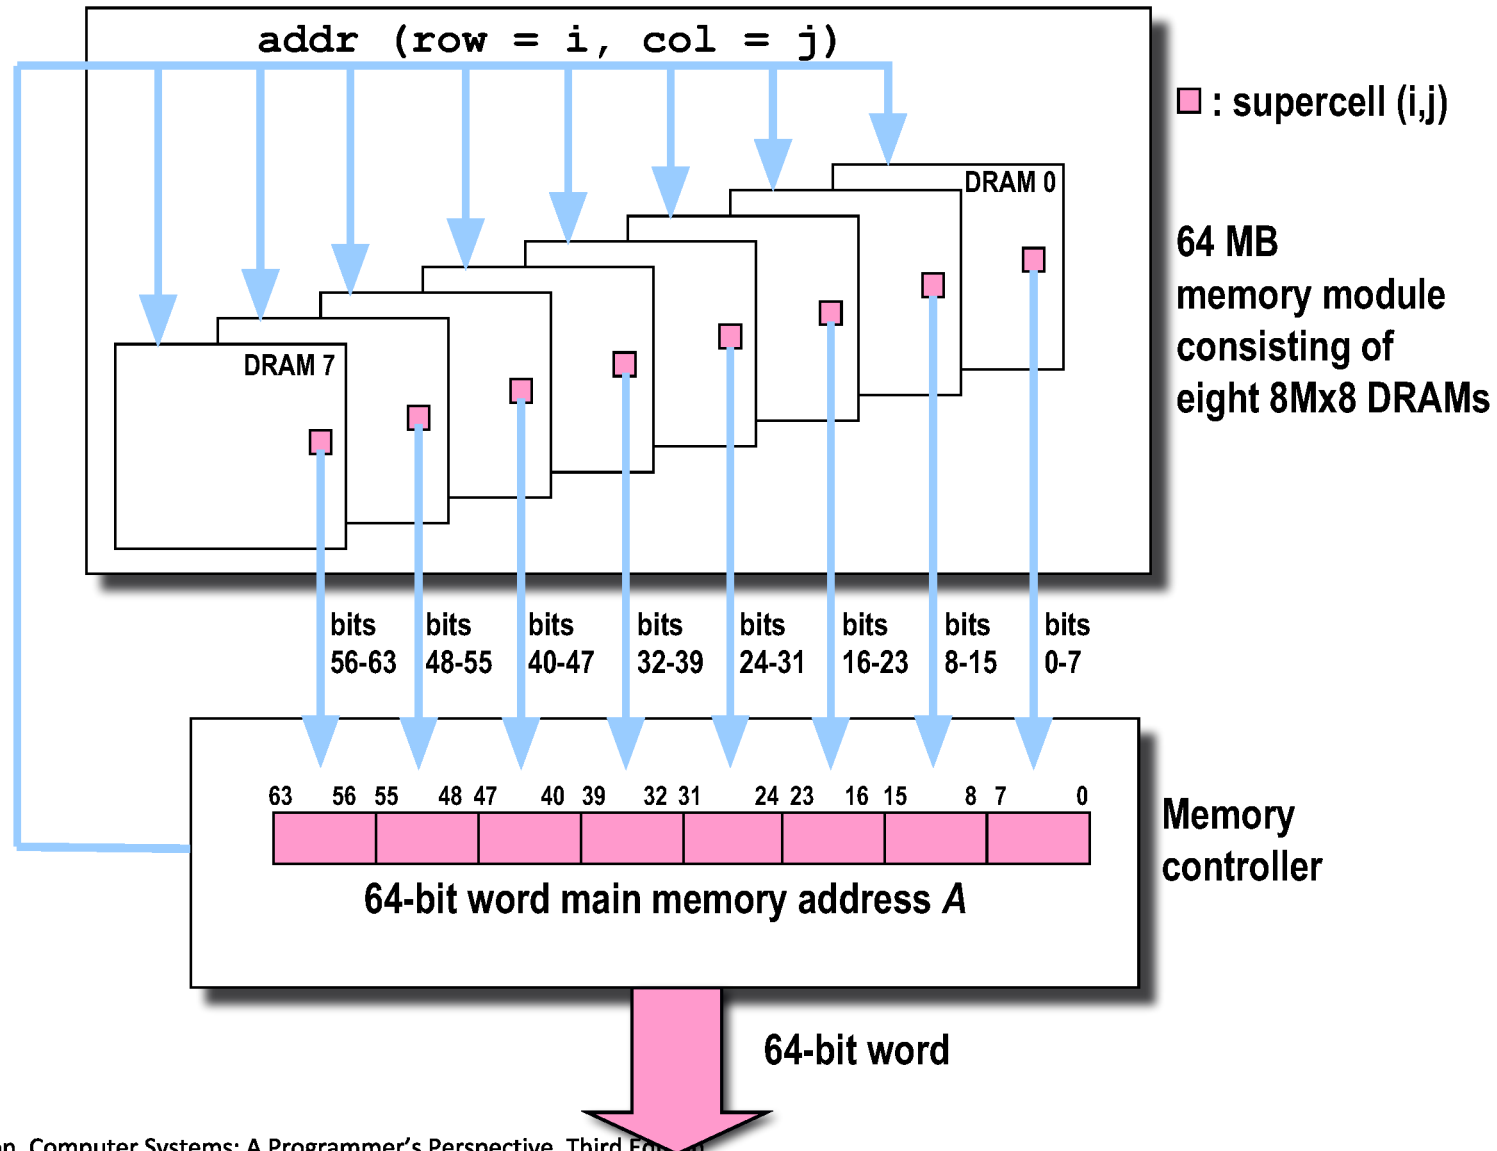 addr (row = i, col = j)
: supercell (i,j)
DRAM 0
64 MB
memory module
consisting of
eight 8Mx8 DRAMs
DRAM 7
bits
56-63
bits
48-55
bits
40-47
bits
32-39
bits
24-31
bits
16-23
bits
8-15
bits
0-7
63 56 55 48 47 40 39 32 31 24 23 16 15 8 7 0
Memory
controller
64-bit word main memory address A
64-bit word
Computer Systems: A Programmer's Perspective, Third